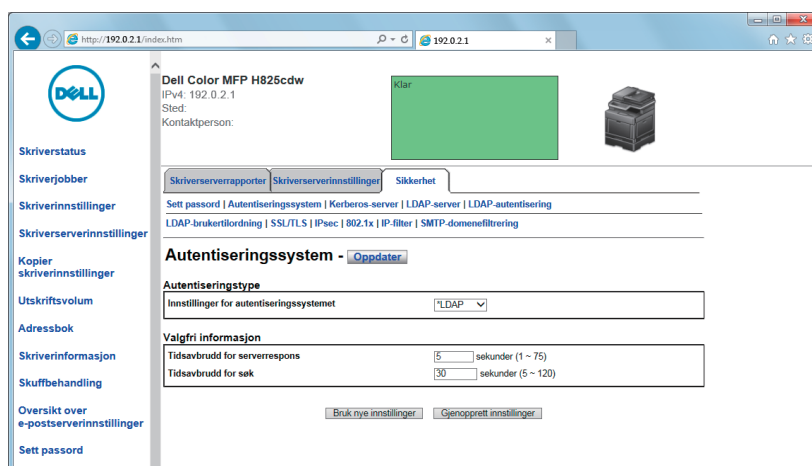 http://192.0.2.1/index.htm
192.0.2.1
DELL
Dell Color MFP H825cdw
IPv4: 192.0.2.1
Sted:
Kontaktperson:
Klar
Skriverstatus
Skriverjobber
Skriverinnstillinger
Skriverserverinnstillinger
Kopier
skriverinnstillinger
Utskriftsvolum
Adressbok
Skriverinformasjon
Skuffbehandling
Oversikt over
e-postserverinnstillinger
Sett passord
Skriverserverrapporter
Skriverserverinnstillinger
Sikkerhet
Sett passord | Autentiseringssystem | Kerberos-server | LDAP-server | LDAP-autentisering
LDAP-brukertilordning | SSL/TLS | IPsec | 802.1x | IP-filter | SMTP-domenefiltrering
Autentiseringssystem - Oppdater
Autentiseringstype
Innstillinger for autentiseringssystemet *LDAP
Valgfri informasjon
Tidsavbrudd for serverrespons 5 sekunder (1 ~ 75)
Tidsavbrudd for søk 30 sekunder (5 ~ 120)
Bruk nye innstillinger
Gjenopprett innstillinger